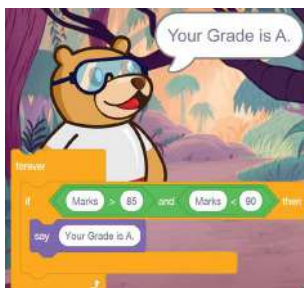 Your Grade is A.
forever
if Marks > 85 and Marks < 90 then
say Your Grade is A.